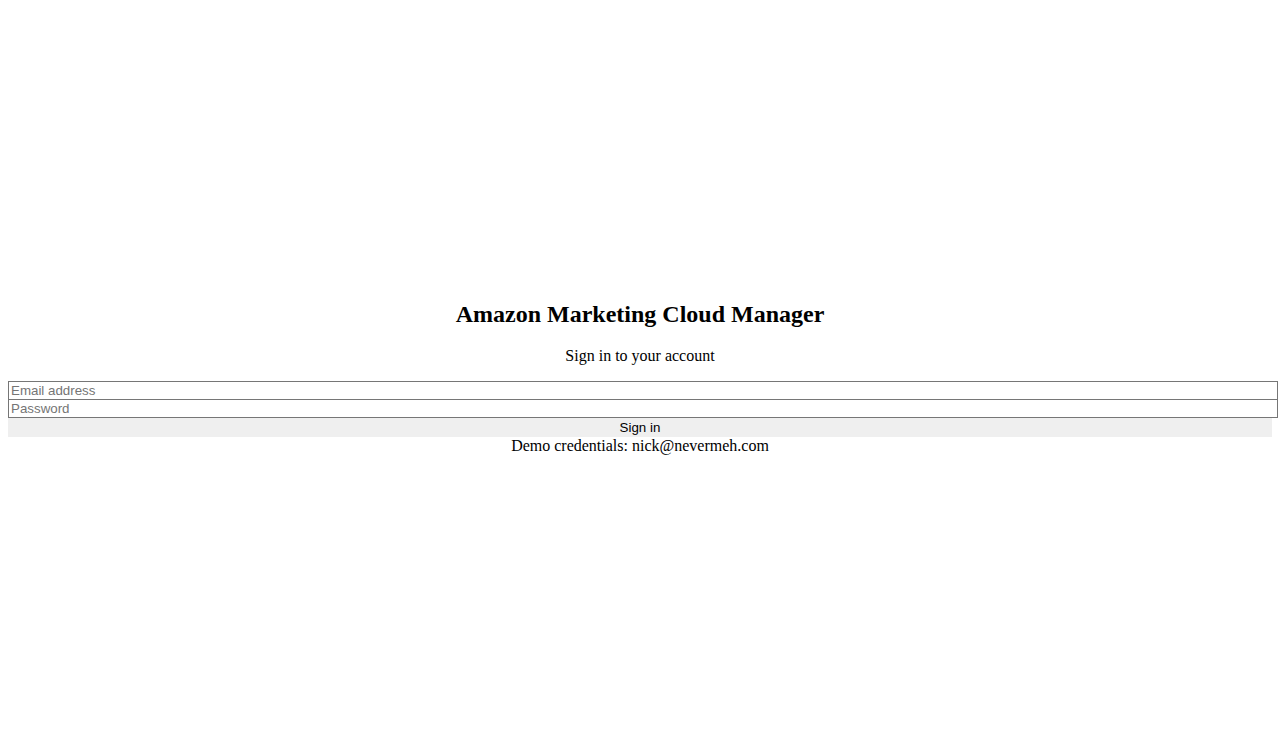 Amazon Marketing Cloud Manager
Sign in to your account
Email address
Password
Sign in
Demo credentials: nick@nevermeh.com